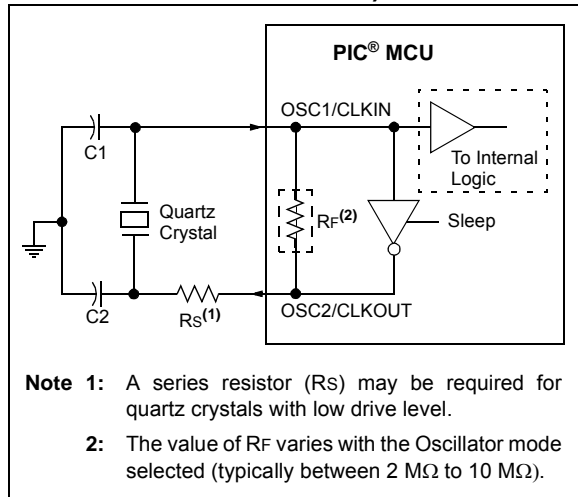 PIC® MCU
OSC1/CLKIN
C1
To Internal
Logic
Quartz
Crystal
RF(2)
Sleep
C2
RS(1)
OSC2/CLKOUT
Note 1: A series resistor (RS) may be required for
quartz crystals with low drive level.
2: The value of RF varies with the Oscillator mode
selected (typically between 2 MΩ to 10 MΩ).